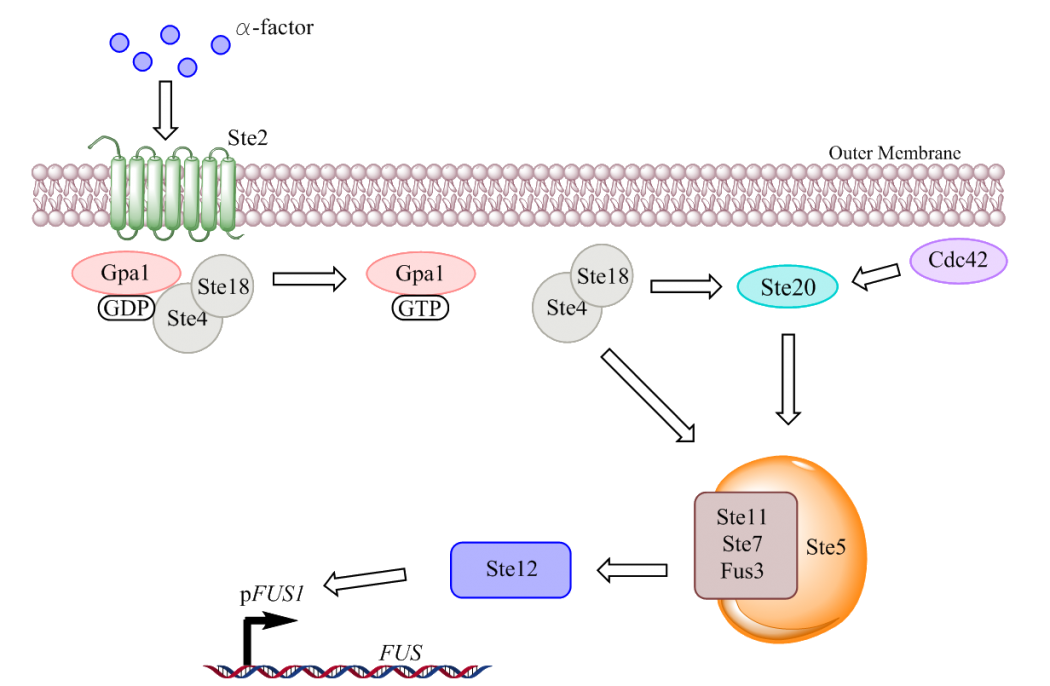 α-factor
Ste2
Outer Membrane
Gpa1
GDP
Ste18
Ste4
Gpa1
GTP
Ste18
Ste4
Ste20
Cdc42
Ste11
Ste7
Fus3
Ste5
Ste12
pFUS1
FUS